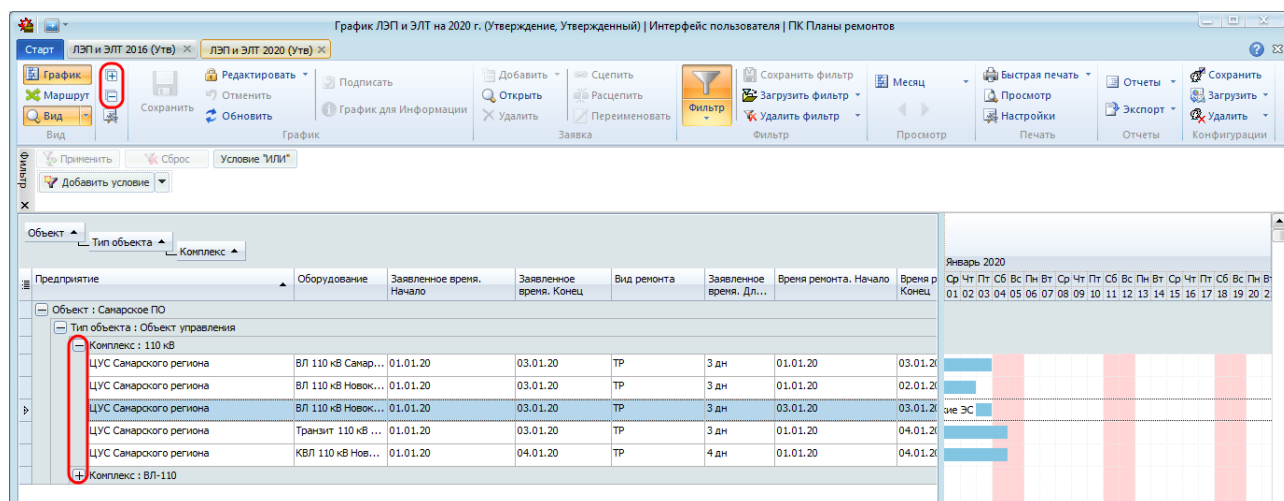 График ЛЭП и ЭЛТ на 2020 г. (Утверждение, Утвержденный) | Интерфейс пользователя | ПК Планы ремонтов
Старт ЛЭП и ЭЛТ 2016 (Утв) ЛЭП и ЭЛТ 2020 (Утв)
График Редактировать Подписать Добавить Сцепить Сохранить фильтр Месяц Быстрая печать Отчеты Сохранить
Маршрут Сохранить Отменить График для Информации Открыть Расцепить Фильтр Загрузить фильтр Просмотр Экспорт Загрузить
Вид Обновить Удалить Переименовать Удалить фильтр Настройки Удалить
Вид График Заявка Фильтр Просмотр Печать Отчеты Конфигурации
Фильтр
Применить Сброс Условие "ИЛИ"
Добавить условие
Объект
Тип объекта
Комплекс
Январь 2020
Предприятие Оборудование Заявленное время. Начало Заявленное время. Конец Вид ремонта Заявленное время. Дл... Время ремонта. Начало Время р Конец
Ср Чт Пт Сб Вс Пн Вт Ср Чт Пт Сб Вс Пн Вт Ср Чт Пт Сб Вс Пн В
01 02 03 04 05 06 07 08 09 10 11 12 13 14 15 16 17 18 19 20 2
Объект : Самарское ПО
Тип объекта : Объект управления
Комплекс : 110 кВ
ЦУС Самарского региона ВЛ 110 кВ Самар... 01.01.20 03.01.20 ТР 3 дн 01.01.20 03.01.20
ЦУС Самарского региона ВЛ 110 кВ Новок... 01.01.20 03.01.20 ТР 3 дн 01.01.20 02.01.20
ЦУС Самарского региона ВЛ 110 кВ Новок... 01.01.20 03.01.20 ТР 3 дн 03.01.20 03.01.20 кие ЭС
ЦУС Самарского региона Транзит 110 кВ ... 01.01.20 03.01.20 ТР 3 дн 01.01.20 04.01.20
ЦУС Самарского региона КВЛ 110 кВ Нов... 01.01.20 04.01.20 ТР 4 дн 01.01.20 04.01.20
Комплекс : ВЛ-110